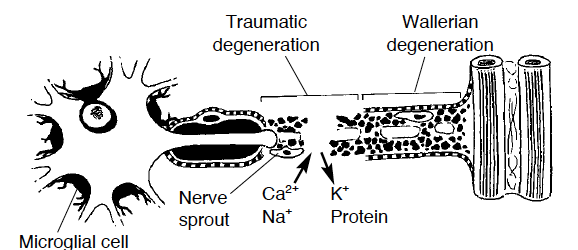 Traumatic
degeneration
Wallerian
degeneration
Nerve
sprout
Ca²⁺
Na⁺
K⁺
Protein
Microglial cell